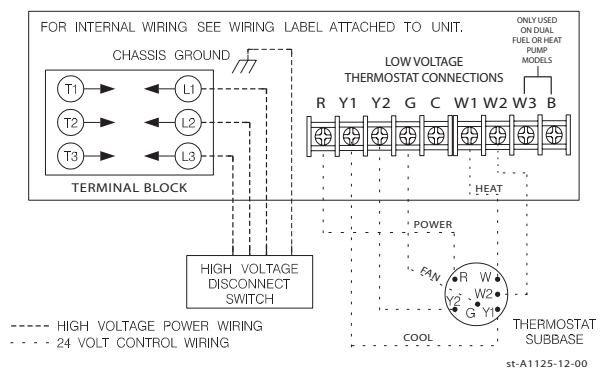 FOR INTERNAL WIRING SEE WIRING LABEL ATTACHED TO UNIT.
ONLY USED
ON DUAL
FUEL OR HEAT
PUMP
MODELS
CHASSIS GROUND
LOW VOLTAGE
THERMOSTAT CONNECTIONS
T1 L1
T2 L2
T3 L3
TERMINAL BLOCK
R Y1 Y2 G C W1 W2 W3 B
HEAT
POWER
HIGH VOLTAGE
DISCONNECT
SWITCH
FAN
R W
Y2 W2
G Y1
COOL
THERMOSTAT
SUBBASE
HIGH VOLTAGE POWER WIRING
24 VOLT CONTROL WIRING
st-A1125-12-00